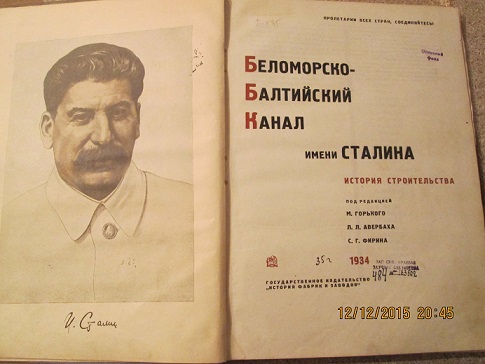 И. Сталин
ПРОЛЕТАРИИ ВСЕХ СТРАН, СОЕДИНЯЙТЕСЬ!
БЕЛОМОРСКО-
БАЛТИЙСКИЙ
КАНАЛ
ИМЕНИ СТАЛИНА
ИСТОРИЯ СТРОИТЕЛЬСТВА
ПОД РЕДАКЦИЕЙ
М. ГОРЬКОГО
Л. Л. АВЕРБАХА
С. Г. ФИРИНА
35 г.
1934
ГОСУДАРСТВЕННОЕ ИЗДАТЕЛЬСТВО
"ИСТОРИЯ ФАБРИК И ЗАВОДОВ"
12/12/2015 20:45